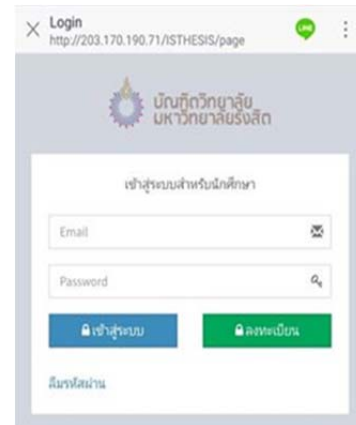 Login
http://203.170.190.71/ISTHESIS/page
LINE
บัณฑิตวิทยาลัย
มหาวิทยาลัยรังสิต
เข้าสู่ระบบสำหรับนักศึกษา
Email
Password
เข้าสู่ระบบ
ลงทะเบียน
ลืมรหัสผ่าน